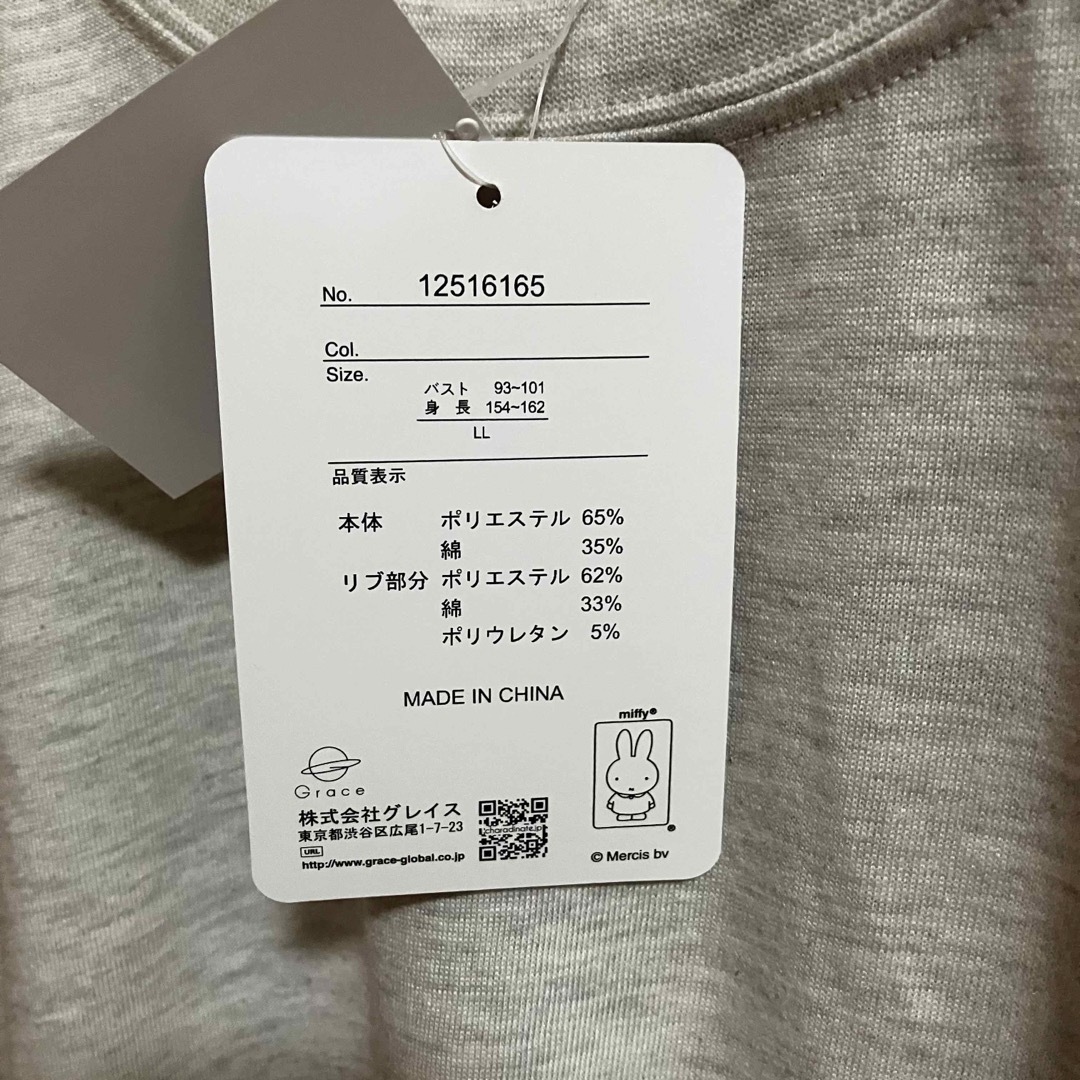 No. 12516165
Col.
Size.
バスト 93~101
身 長 154~162
LL
品質表示
本体 ポリエステル 65%
綿 35%
リブ部分 ポリエステル 62%
綿 33%
ポリウレタン 5%
MADE IN CHINA
miffy®
Grace
株式会社グレイス
東京都渋谷区広尾1-7-23
URL
http://www.grace-global.co.jp
charadinate.jp
®
© Mercis bv